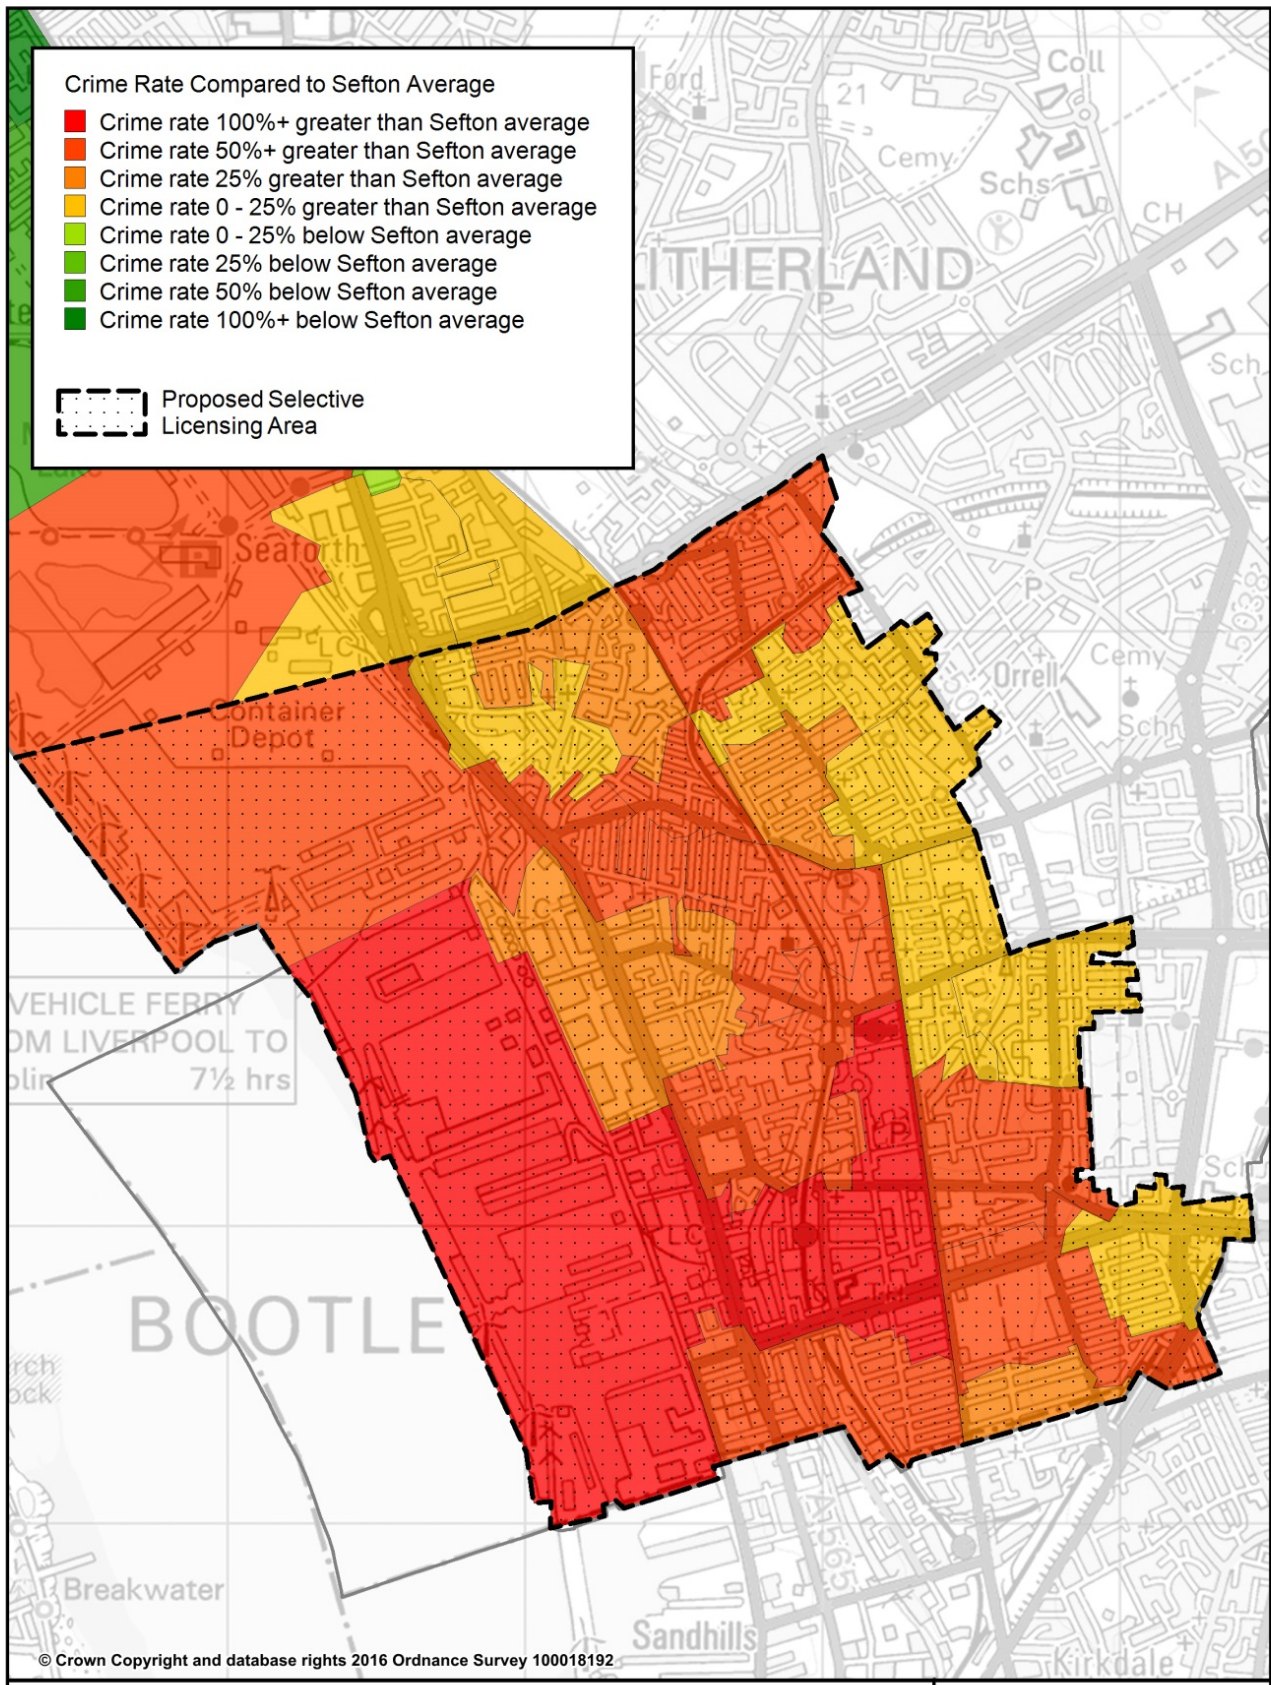 Crime Rate Compared to Sefton Average
Crime rate 100%+ greater than Sefton average
Crime rate 50%+ greater than Sefton average
Crime rate 25% greater than Sefton average
Crime rate 0 - 25% greater than Sefton average
Crime rate 0 - 25% below Sefton average
Crime rate 25% below Sefton average
Crime rate 50% below Sefton average
Crime rate 100%+ below Sefton average
Proposed Selective
Licensing Area
Ford
Coll
21
Cemy
Schs
CH
ITHERLAND
P
Sch
Seaforth
LC
P
A 5038
Cemy
Orrell
Sch
Container
Depot
VEHICLE FERRY
OM LIVERPOOL TO
7½ hrs
P
Sch
BOOTLE
Breakwater
Sandhills
Kirkdale
© Crown Copyright and database rights 2016 Ordnance Survey 100018192